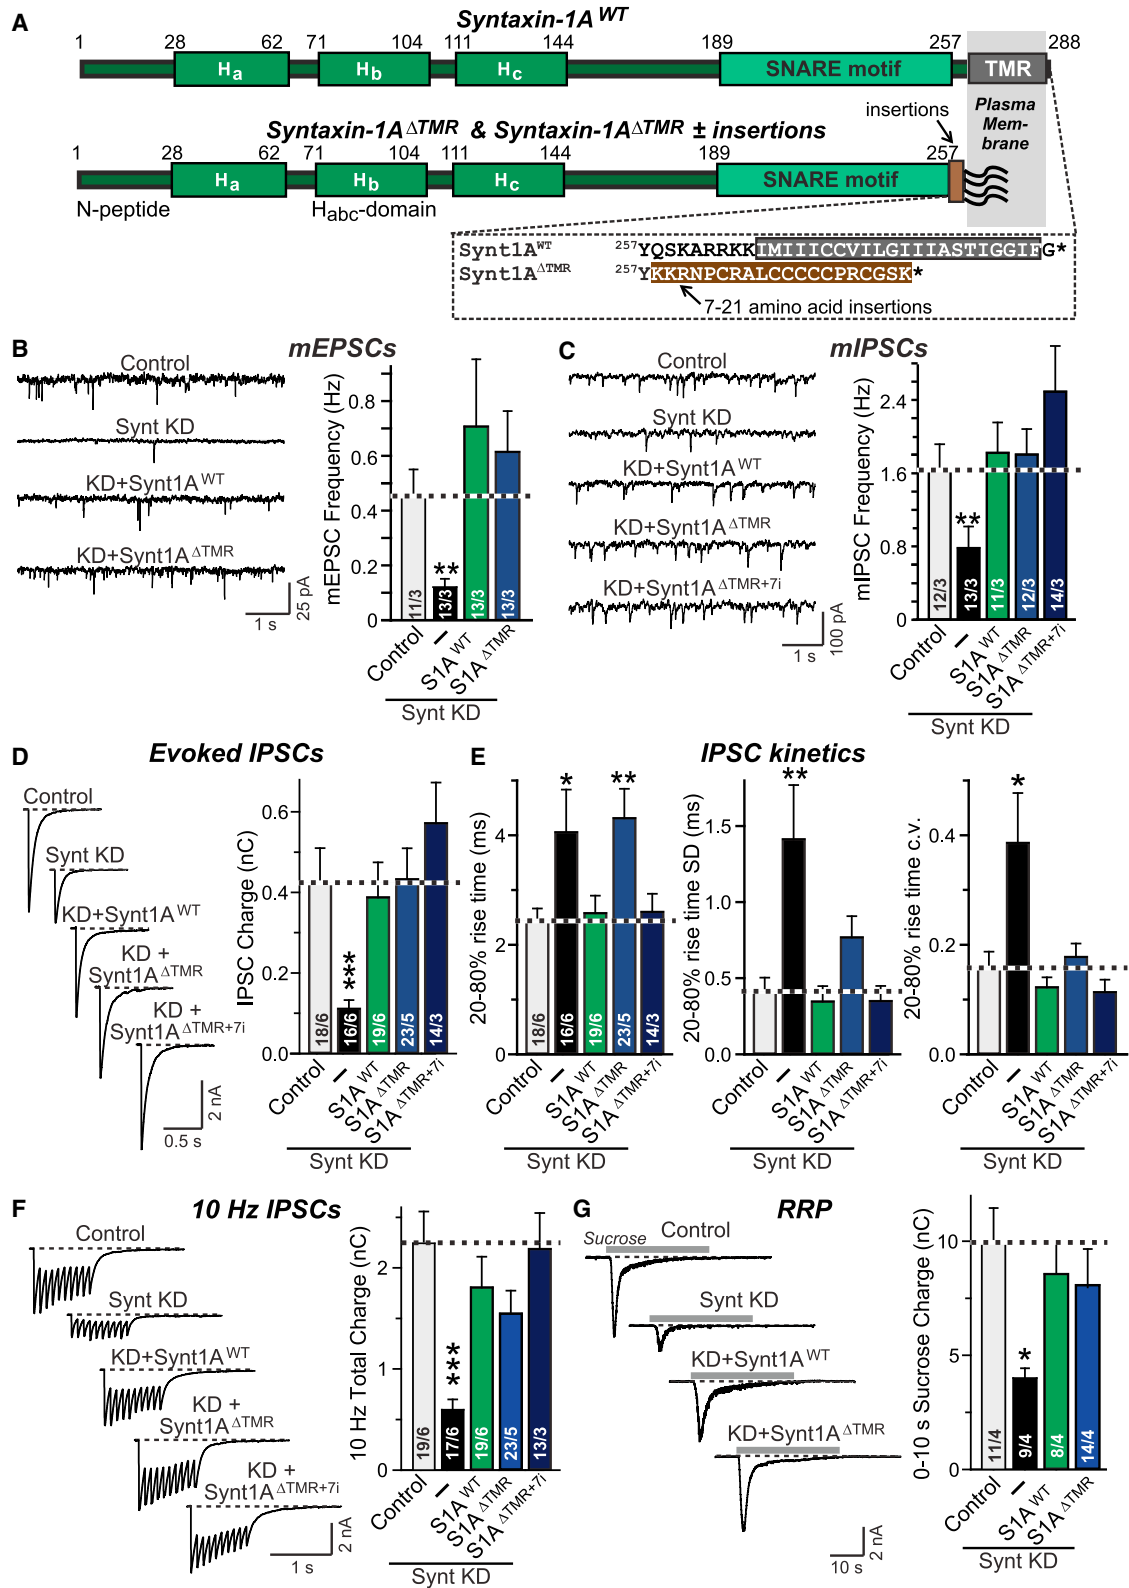 A
Syntaxin-1A WT
1 28 62 71 104 111 144 189 257 288
Ha Hb Hc SNARE motif TMR
insertions
Plasma
Mem-
brane
Syntaxin-1A ΔTMR & Syntaxin-1A ΔTMR ± insertions
1 28 62 71 104 111 144 189 257
Ha Hb Hc SNARE motif
N-peptide Habc-domain
Synt1A WT 257YQSKARRKKIMIIICCVILGIIIASTIGGIFG*
Synt1A ΔTMR 257YKKRNPCRALCCCCCPRCGSK*
7-21 amino acid insertions
B
mEPSCs
Control
Synt KD
KD+Synt1A WT
KD+Synt1A ΔTMR
1 s
25 pA
mEPSC Frequency (Hz)
0.8
0.6
0.4
0.2
0
**
11/3 13/3 13/3 13/3
Control – S1A WT S1A ΔTMR
Synt KD
C
mIPSCs
Control
Synt KD
KD+Synt1A WT
KD+Synt1A ΔTMR
KD+Synt1A ΔTMR+7i
1 s
100 pA
mIPSC Frequency (Hz)
2.4
1.6
0.8
0
**
12/3 13/3 11/3 12/3 14/3
Control – S1A WT S1A ΔTMR S1A ΔTMR+7i
Synt KD
D
Evoked IPSCs
Control
Synt KD
KD+Synt1A WT
KD +
Synt1A ΔTMR
KD +
Synt1A ΔTMR+7i
0.5 s
2 nA
IPSC Charge (nC)
0.6
0.4
0.2
0.0
***
18/6 16/6 19/6 23/5 14/3
Control – S1A WT S1A ΔTMR S1A ΔTMR+7i
Synt KD
E
IPSC kinetics
20-80% rise time (ms)
4
2
0
* **
18/6 16/6 19/6 23/5 14/3
Control – S1A WT S1A ΔTMR S1A ΔTMR+7i
Synt KD
20-80% rise time SD (ms)
1.5
1.0
0.5
0.0
**
Control – S1A WT S1A ΔTMR S1A ΔTMR+7i
Synt KD
20-80% rise time c.v.
0.4
0.2
0.0
*
Control – S1A WT S1A ΔTMR S1A ΔTMR+7i
Synt KD
F
10 Hz IPSCs
Control
Synt KD
KD+Synt1A WT
KD +
Synt1A ΔTMR
KD +
Synt1A ΔTMR+7i
1 s
2 nA
10 Hz Total Charge (nC)
2
1
0
***
19/6 17/6 19/6 23/5 13/3
Control – S1A WT S1A ΔTMR S1A ΔTMR+7i
Synt KD
G
RRP
Sucrose
Control
Synt KD
KD+Synt1A WT
KD+Synt1A ΔTMR
10 s
2 nA
0-10 s Sucrose Charge (nC)
10
5
0
*
11/4 9/4 8/4 14/4
Control – S1A WT S1A ΔTMR
Synt KD